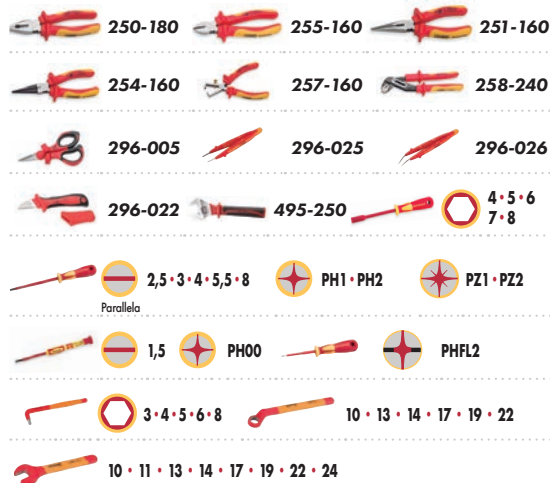 250-180 255-160 251-160
254-160 257-160 258-240
296-005 296-025 296-026
296-022 495-250 4 • 5 • 6
7 • 8
2,5 • 3 • 4 • 5,5 • 8 PH1 • PH2 PZ1 • PZ2
Parallela
1,5 PH00 PHFL2
3 • 4 • 5 • 6 • 8 10 • 13 • 14 • 17 • 19 • 22
10 • 11 • 13 • 14 • 17 • 19 • 22 • 24